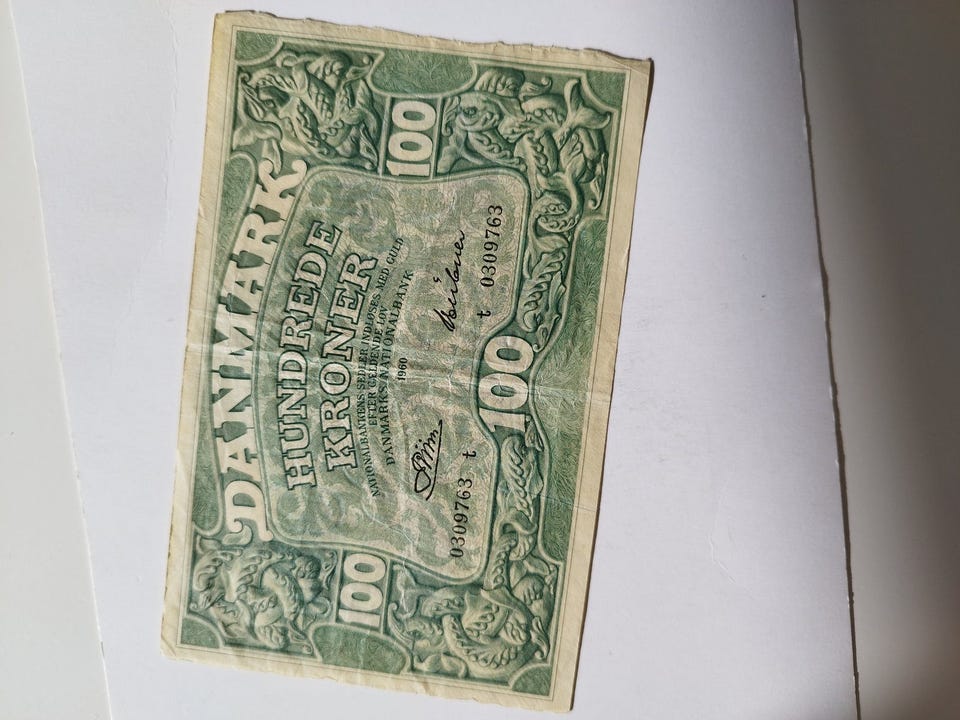 DANMARK
HUNDREDE
KRONER
NATIONALBANKENS SEDLER INDLØSES MED GULD
EFTER GÆLDENDE LOV
DANMARKS NATIONALBANK
1960
100
100
t 0309763
0309763 t
100